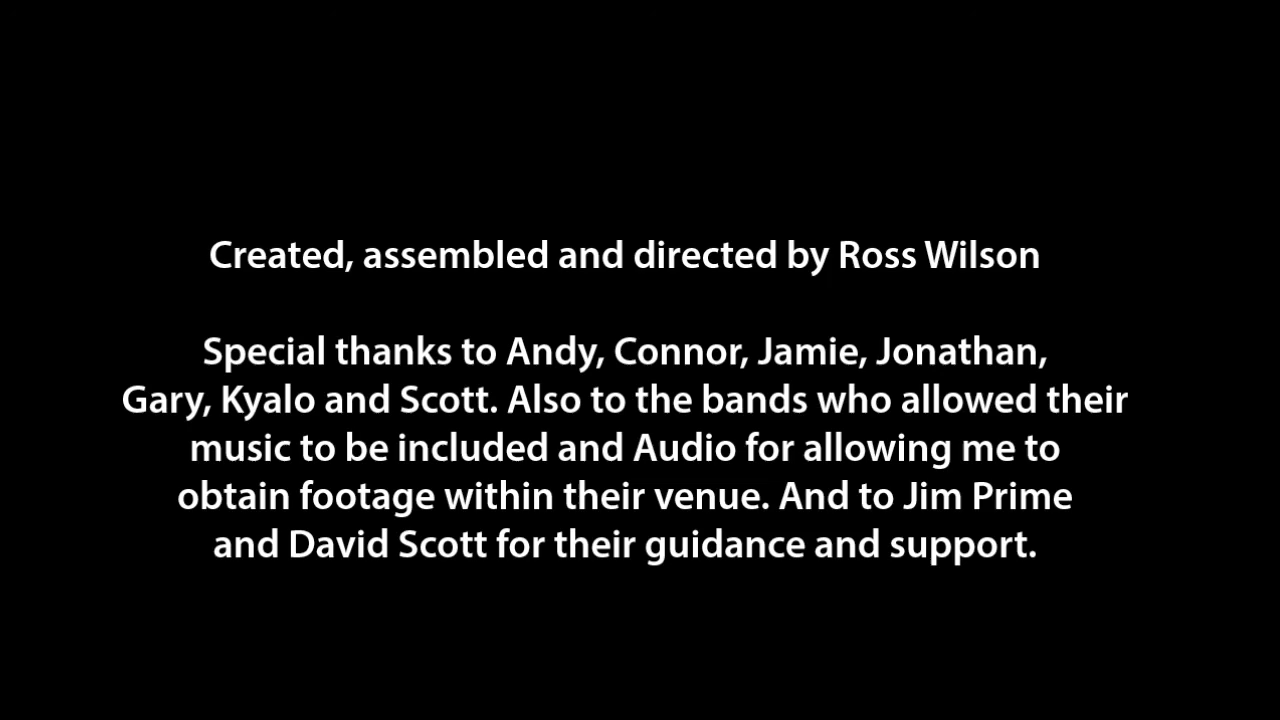 Created, assembled and directed by Ross Wilson
Special thanks to Andy, Connor, Jamie, Jonathan,
Gary, Kyalo and Scott. Also to the bands who allowed their
music to be included and Audio for allowing me to
obtain footage within their venue. And to Jim Prime
and David Scott for their guidance and support.